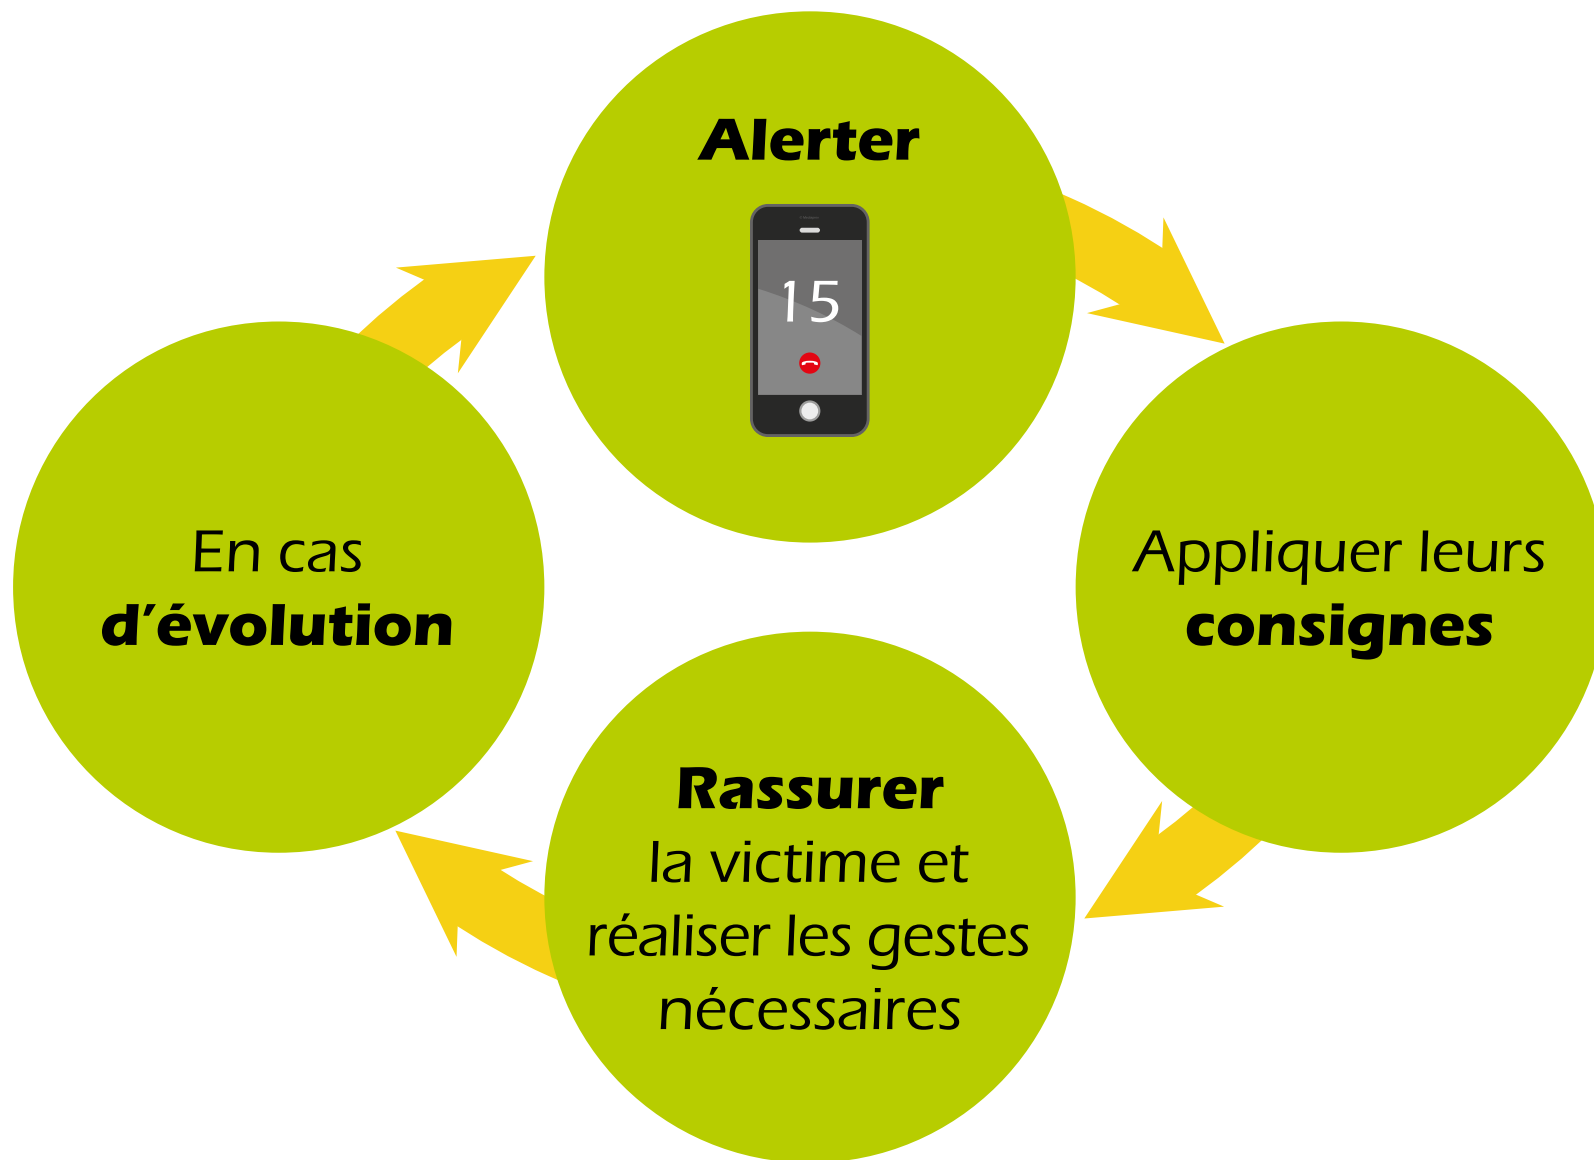 Alerter
15
Appliquer leurs
consignes
Rassurer
la victime et
réaliser les gestes
nécessaires
En cas
d'évolution